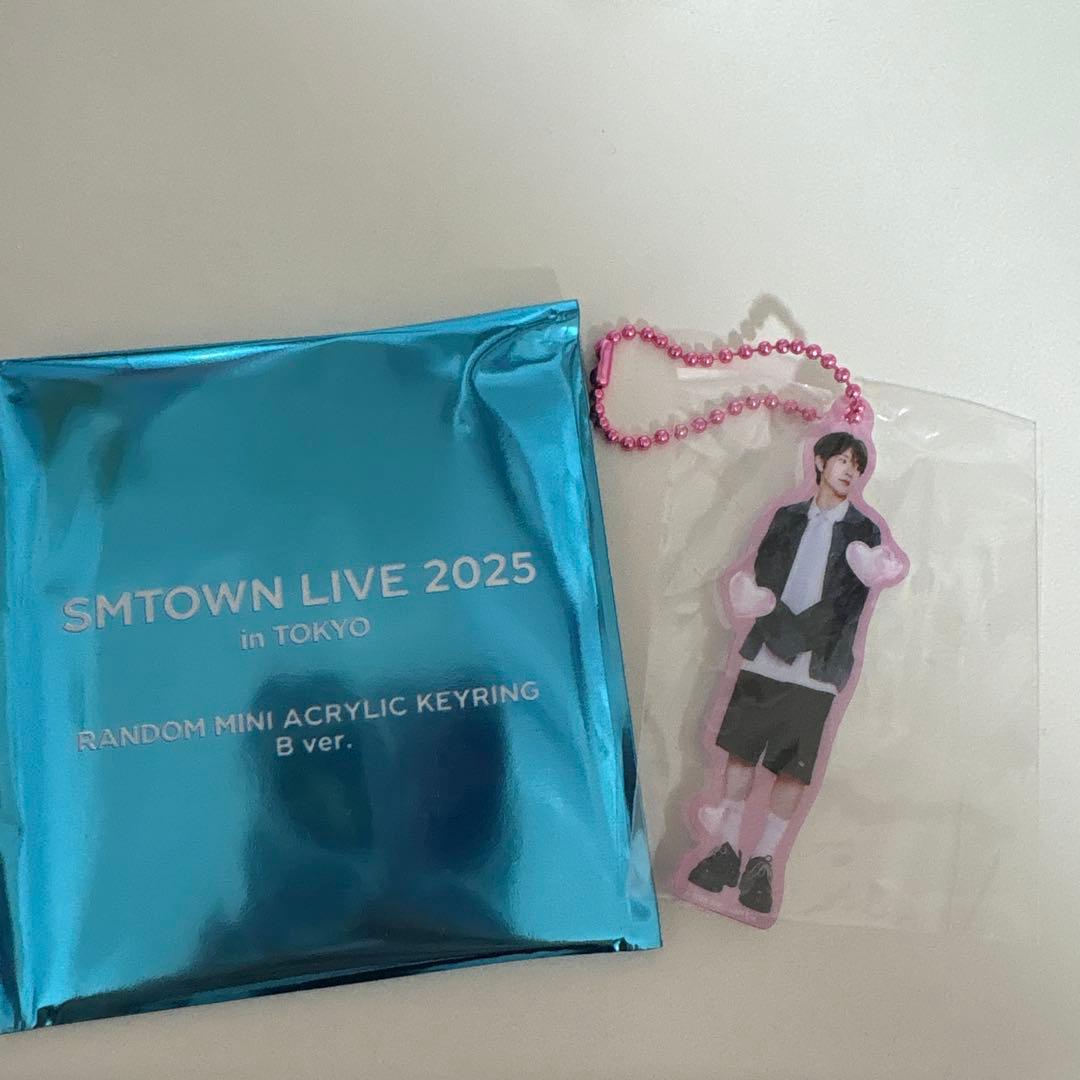 SMTOWN LIVE 2025
in TOKYO
RANDOM MINI ACRYLIC KEYRING
B ver.